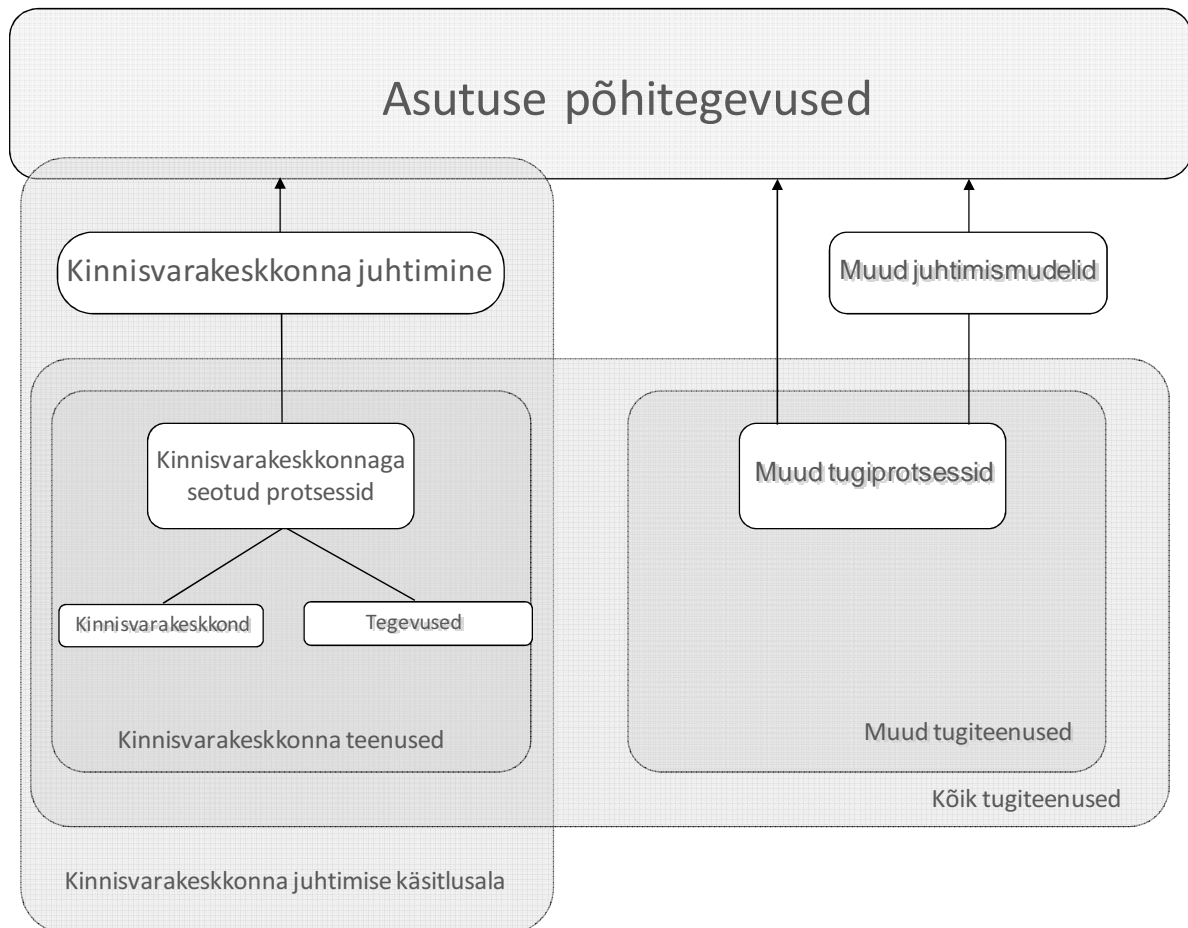 Asutuse põhitegevused
Kinnisvarakeskkonna juhtimine
Muud juhtimismudelid
Kinnisvarakeskkonnaga
seotud protsessid
Muud tugiprotsessid
Kinnisvarakeskkond
Tegevused
Kinnisvarakeskkonna teenused
Muud tugiteenused
Kõik tugiteenused
Kinnisvarakeskkonna juhtimise käsitlusala